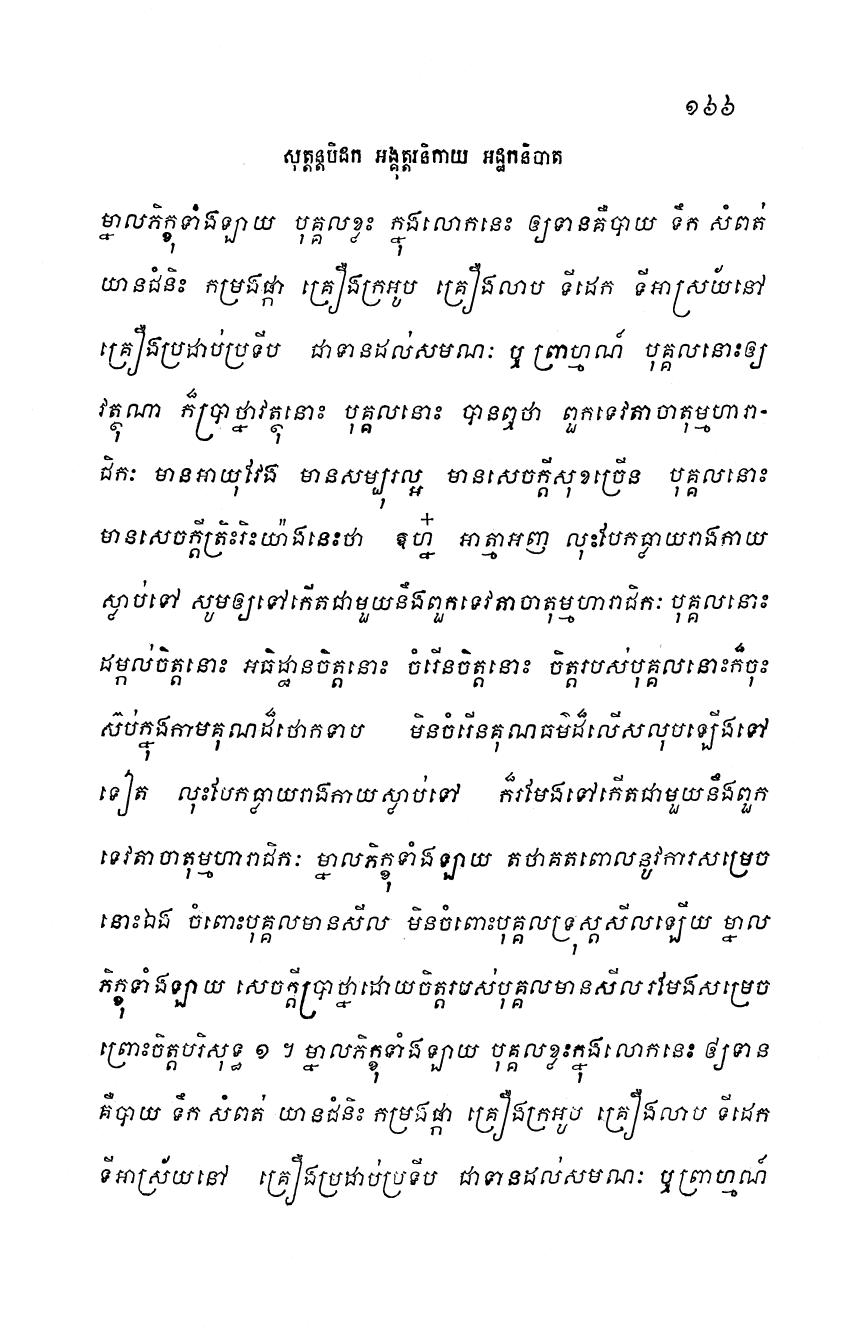 ១៦៦
សុត្តន្តបិដក អង្គុត្តរនិកាយ អដ្ឋកនិបាត
ម្នាលភិក្ខុទាំងឡាយ បុគ្គលខ្វះ ក្នុងលោកនេះ ឲ្យទានគឺបាយ ទឹក សំពត់
យានជំនិះ កម្រងផ្កា គ្រឿងក្រអូប គ្រឿងលាប ទីដេក ទីអាស្រ័យនៅ
គ្រឿងប្រដាប់ប្រទីប ជាទានដល់សមណៈ ឬ ព្រាហ្មណ៍ បុគ្គលនោះឲ្យ
វត្ថុណា ក៏ប្រាថ្នាវត្ថុនោះ បុគ្គលនោះ បានឮថា ពួកទេវតាចាតុម្មហារា-
ជិកៈ មានអាយុវែង មានសម្បុរល្អ មានសេចក្តីសុខច្រើន បុគ្គលនោះ
មានសេចក្តីត្រិះរិះយ៉ាងនេះថា ឱហ្ន៎ អាត្មាអញ លុះបែកធ្លាយរាងកាយ
ស្លាប់ទៅ សូមឲ្យទៅកើតជាមួយនឹងពួកទេវតាចាតុម្មហារាជិកៈ បុគ្គលនោះ
ដម្កល់ចិត្តនោះ អធិដ្ឋានចិត្តនោះ ចំរើនចិត្តនោះ ចិត្តរបស់បុគ្គលនោះក៏ចុះ
ស៊ប់ក្នុងកាមគុណដ៏ថោកទាប មិនចំរើនគុណធម៌ដ៏លើសលុបឡើងទៅ
ទៀត លុះបែកធ្លាយរាងកាយស្លាប់ទៅ ក៏រមែងទៅកើតជាមួយនឹងពួក
ទេវតាចាតុម្មហារាជិកៈ ម្នាលភិក្ខុទាំងឡាយ តថាគតពោលនូវការសម្រេច
នោះឯង ចំពោះបុគ្គលមានសីល មិនចំពោះបុគ្គលទ្រុស្តសីលឡើយ ម្នាល
ភិក្ខុទាំងឡាយ សេចក្តីប្រាថ្នាដោយចិត្តរបស់បុគ្គលមានសីលរមែងសម្រេច
ព្រោះចិត្តបរិសុទ្ធ ១ ។ ម្នាលភិក្ខុទាំងឡាយ បុគ្គលខ្វះក្នុងលោកនេះ ឲ្យទាន
គឺបាយ ទឹក សំពត់ យានជំនិះ កម្រងផ្កា គ្រឿងក្រអូប គ្រឿងលាប ទីដេក
ទីអាស្រ័យនៅ គ្រឿងប្រដាប់ប្រទីប ជាទានដល់សមណៈ ឬព្រាហ្មណ៍